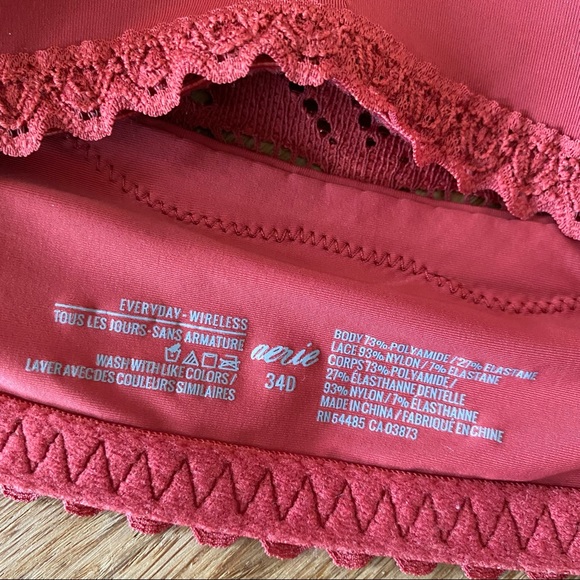 EVERYDAY - WIRELESS
TOUS LES JOURS - SANS ARMATURE
WASH WITH LIKE COLORS /
LAVER AVEC DES COULEURS SIMILAIRES
aerie
34D
BODY 73% POLYAMIDE / 27% ELASTANE
LACE 93% NYLON / 7% ELASTANE
CORPS 73% POLYAMIDE /
27% ÉLASTHANNE DENTELLE
93% NYLON / 7% ÉLASTHANNE
MADE IN CHINA / FABRIQUÉ EN CHINE
RN 54485 CA 03873